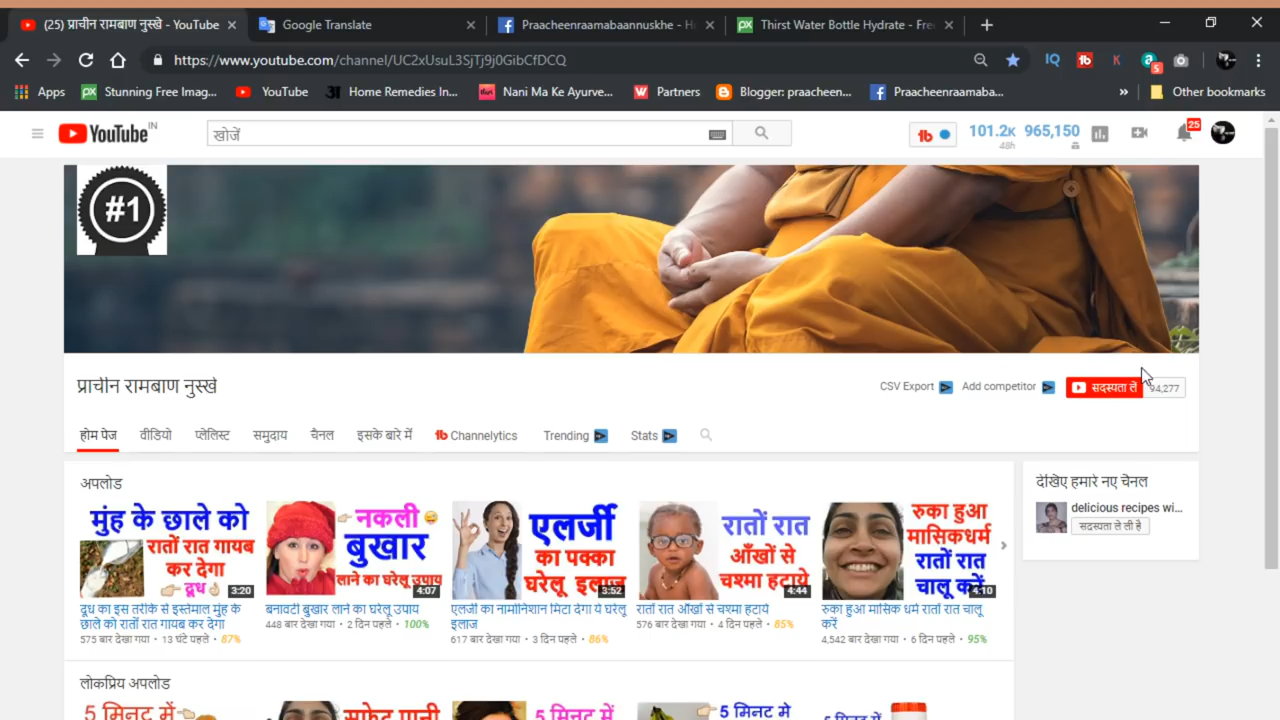 (25) प्राचीन रामबाण नुस्खे - YouTube
Google Translate
Praacheenraamabaannuskhe - H
Thirst Water Bottle Hydrate - Fre
https://www.youtube.com/channel/UC2xUsuL3SjTj9j0GibCfDCQ
Apps
Stunning Free Imag...
YouTube
Home Remedies In...
Nani Ma Ke Ayurve...
Partners
Blogger: praacheen...
Praacheenraamaba...
Other bookmarks
YouTube IN
खोजें
101.2K
48h
965,150
25
#1
प्राचीन रामबाण नुस्खे
CSV Export
Add competitor
सदस्यता लें
94,277
होम पेज
वीडियो
प्लेलिस्ट
समुदाय
चैनल
इसके बारे में
Channelytics
Trending
Stats
अपलोड
मुंह के छाले को
रातों रात गायब
कर देगा
दूध
3:20
नकली
बुखार
लाने का घरेलू उपाय
4:07
एलर्जी
का पक्का
घरेलू इलाज
3:52
रातों रात
आँखों से
चश्मा हटाये
4:44
रुका हुआ
मासिकधर्म
रातों रात
चालू करें
4:10
दूध का इस तरीके से इस्तेमाल मुंह के
छाले को रातों रात गायब कर देगा
575 बार देखा गया • 13 घंटे पहले • 87%
बनावटी बुखार लाने का घरेलू उपाय
448 बार देखा गया • 2 दिन पहले • 100%
एलर्जी का नामोनिशान मिटा देगा ये घरेलू
इलाज
617 बार देखा गया • 3 दिन पहले • 86%
रातों रात आँखों से चश्मा हटाये
576 बार देखा गया • 4 दिन पहले • 85%
रुका हुआ मासिक धर्म रातों रात चालू
करें
4,542 बार देखा गया • 6 दिन पहले • 95%
देखिए हमारे नए चैनल
delicious recipes wi...
सदस्यता ले ली है
लोकप्रिय अपलोड
5 मिनट में
सफेद पानी
5 मिनट में
5 मिनट मे
5 मिनट में